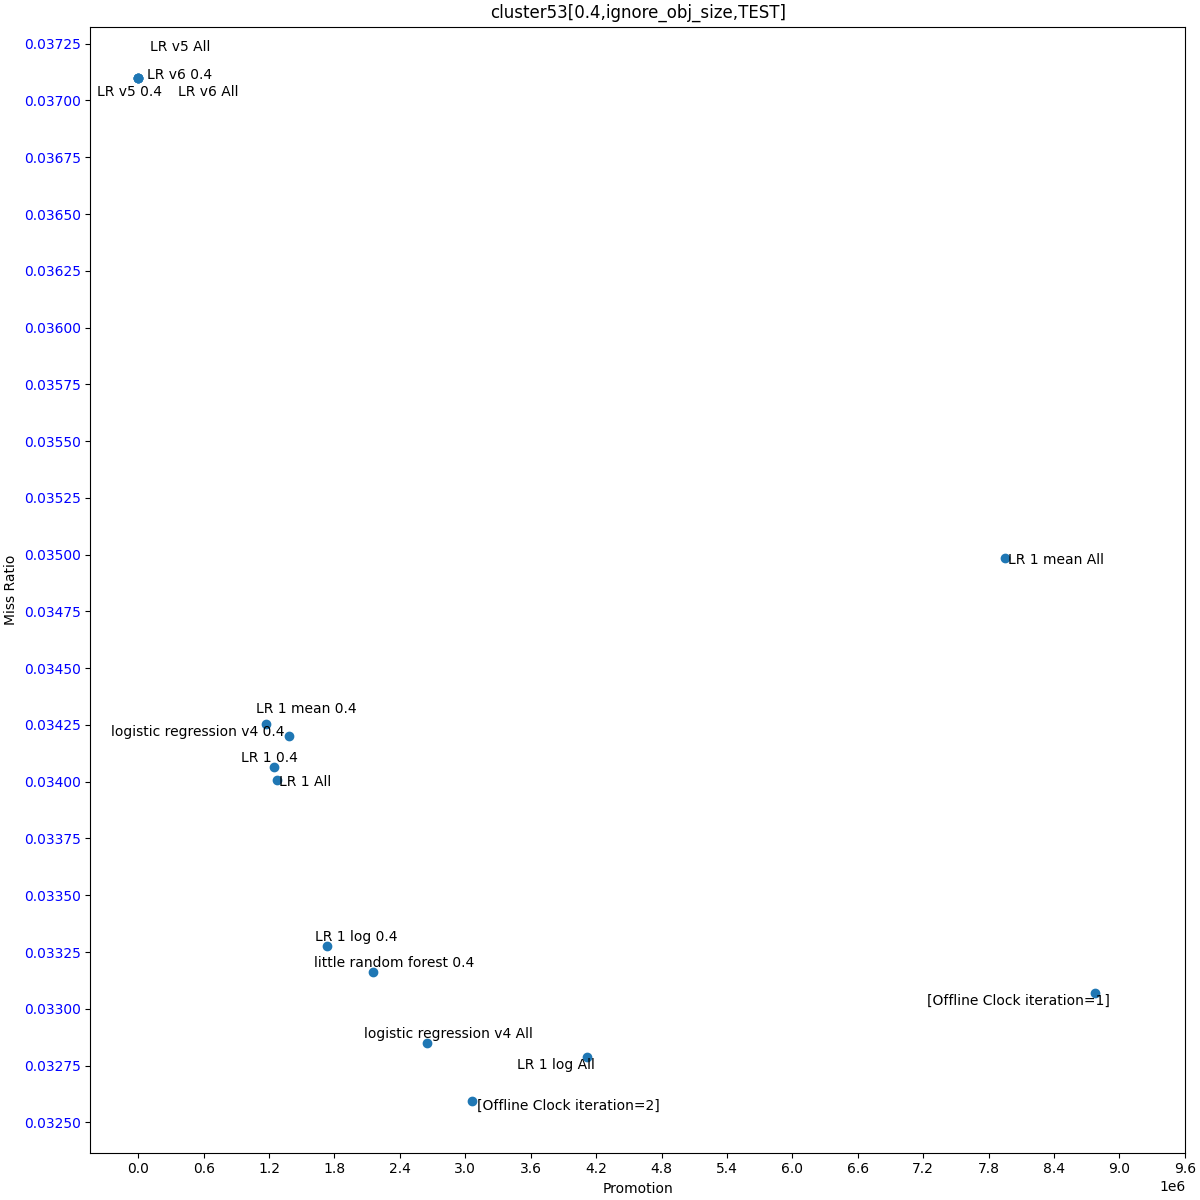 cluster53[0.4,ignore_obj_size,TEST]
0.03725
LR v5 All
LR v6 0.4
LR v5 0.4
LR v6 All
0.03700
0.03675
0.03650
0.03625
0.03600
0.03575
0.03550
0.03525
0.03500
LR 1 mean All
0.03475
Miss Ratio
0.03450
LR 1 mean 0.4
0.03425
logistic regression v4 0.4
LR 1 0.4
0.03400
LR 1 All
0.03375
0.03350
LR 1 log 0.4
0.03325
little random forest 0.4
0.03300
[Offline Clock iteration=1]
logistic regression v4 All
0.03275
LR 1 log All
[Offline Clock iteration=2]
0.03250
0.0 0.6 1.2 1.8 2.4 3.0 3.6 4.2 4.8 5.4 6.0 6.6 7.2 7.8 8.4 9.0 9.6
1e6
Promotion